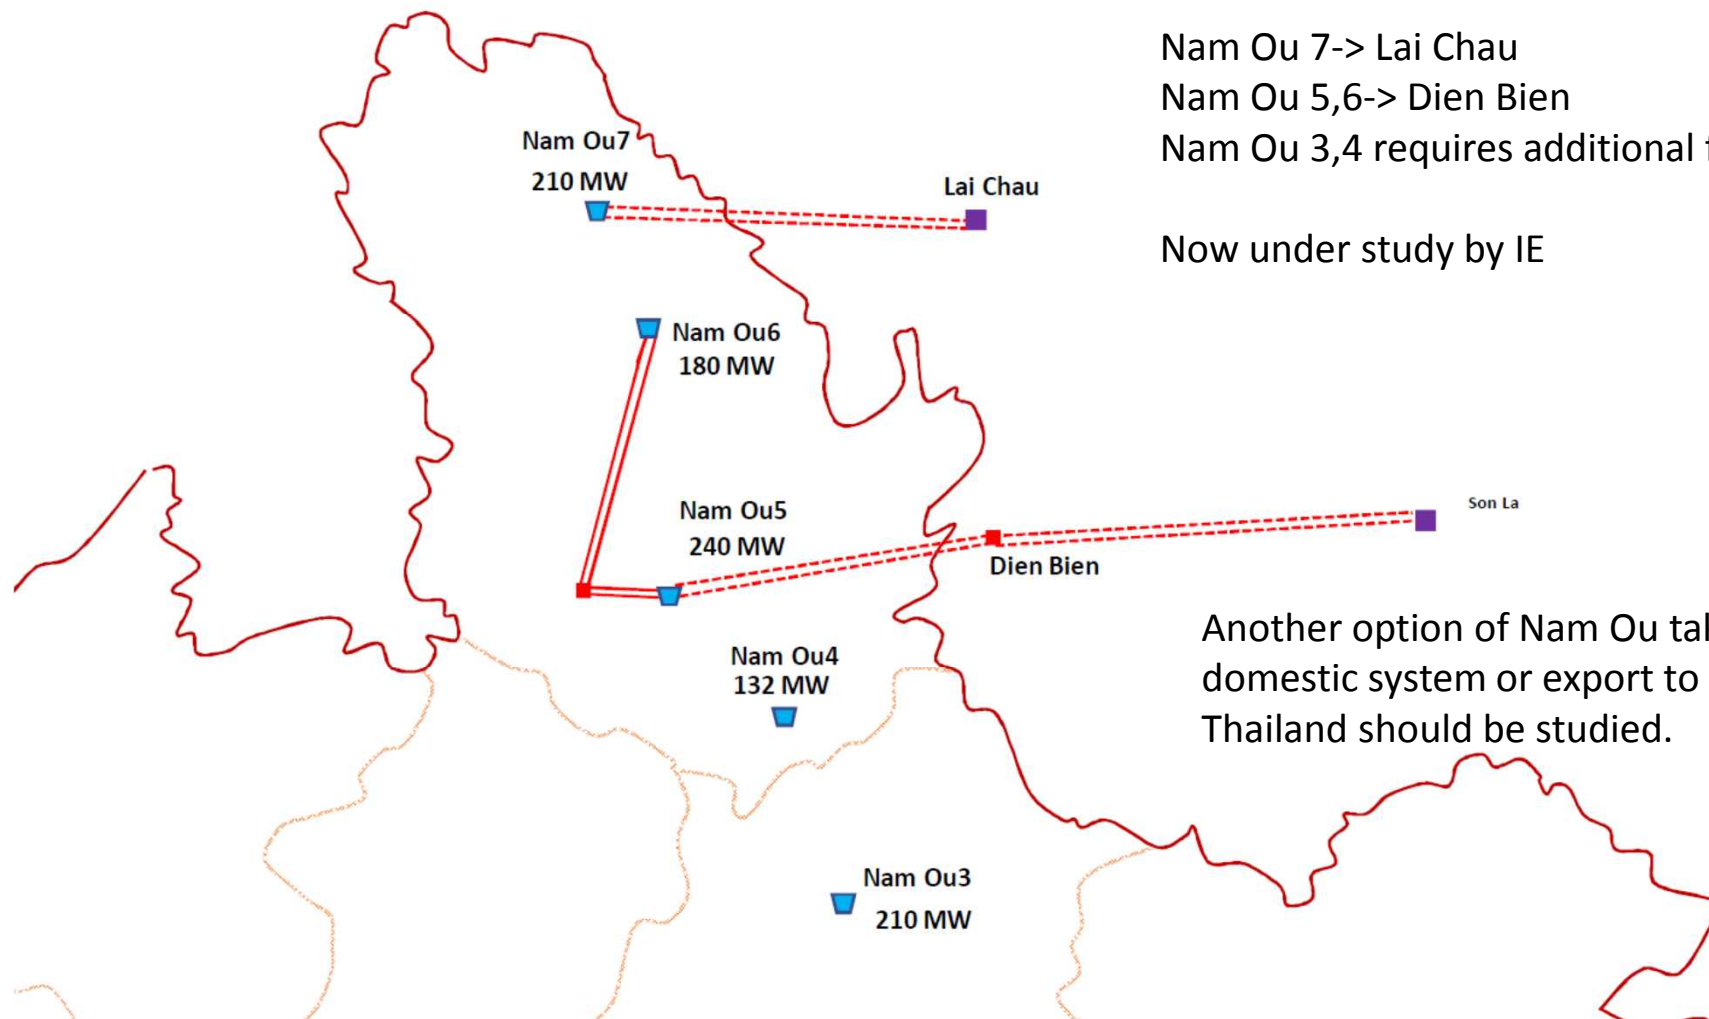 Nam Ou 7-> Lai Chau
Nam Ou 5,6-> Dien Bien
Nam Ou 3,4 requires additional
Now under study by IE
Nam Ou7
210 MW
Lai Chau
Nam Ou6
180 MW
Nam Ou5
240 MW
Son La
Dien Bien
Another option of Nam Ou
domestic system or export to
Thailand should be studied.
Nam Ou4
132 MW
Nam Ou3
210 MW